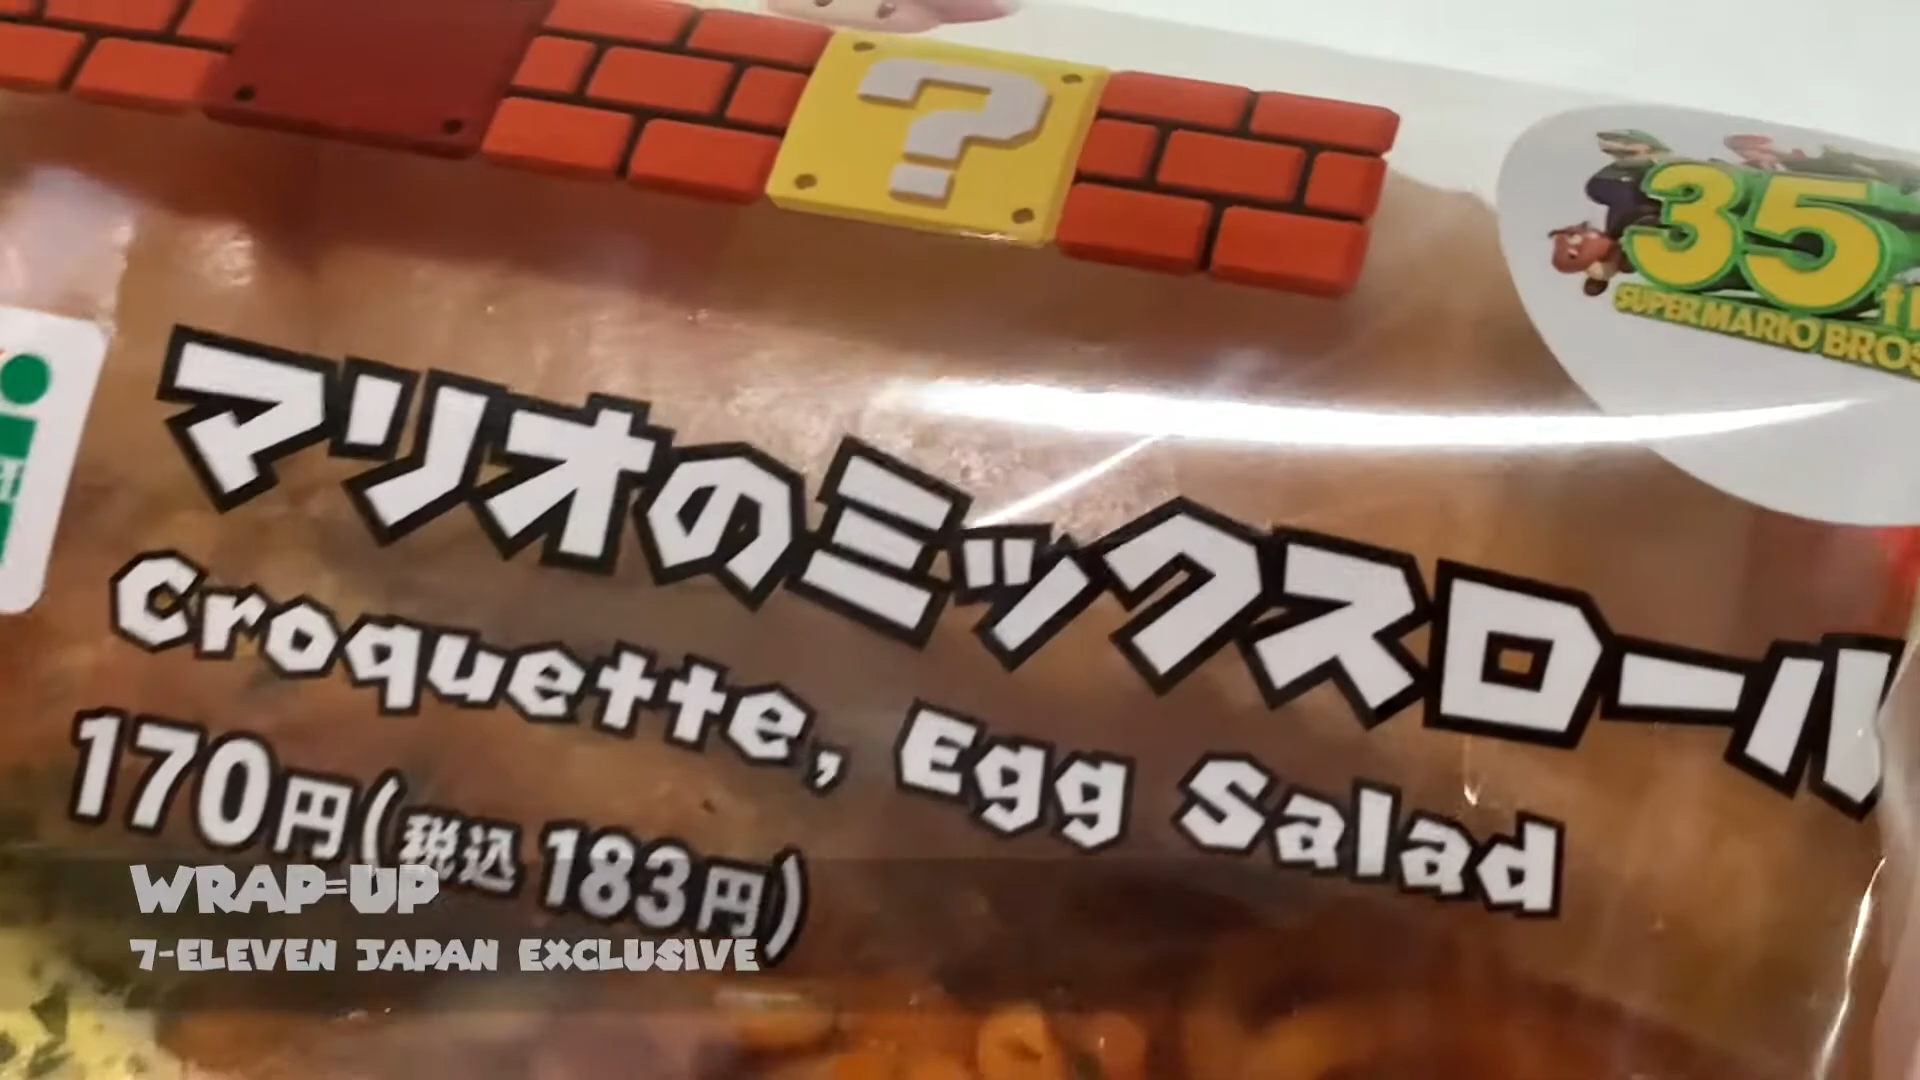 ?
35th
SUPER MARIO BROS
マリオのミックスロール
Croquette, Egg Salad
170円(税込 183円)
WRAP-UP
7-ELEVEN JAPAN EXCLUSIVE